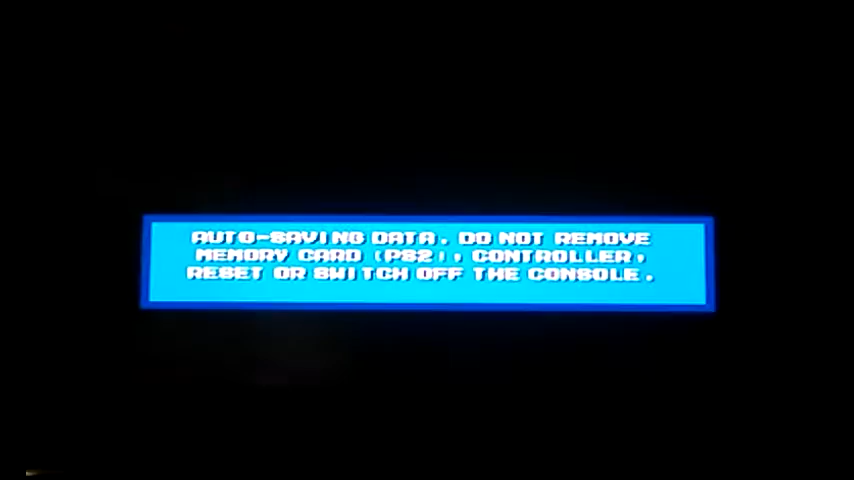 AUTO-SAVING DATA. DO NOT REMOVE
MEMORY CARD (PS2), CONTROLLER,
RESET OR SWITCH OFF THE CONSOLE.